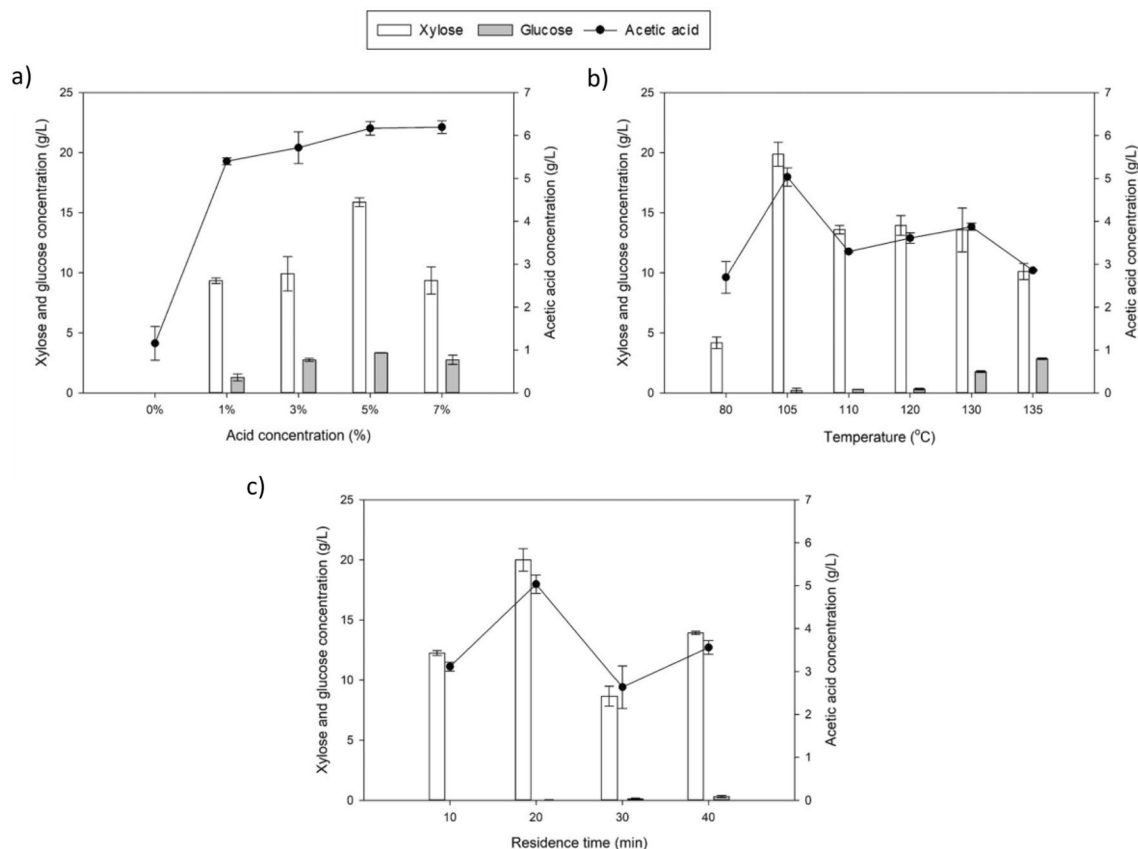 Xylose Glucose Acetic acid
a)
25
20
15
10
5
0
Xylose and glucose concentration (g/L)
7
6
5
4
3
2
1
0
Acetic acid concentration (g/L)
0% 1% 3% 5% 7%
Acid concentration (%)
b)
25
20
15
10
5
0
Xylose and glucose concentration (g/L)
7
6
5
4
3
2
1
0
Acetic acid concentration (g/L)
80 105 110 120 130 135
Temperature (°C)
c)
25
20
15
10
5
0
Xylose and glucose concentration (g/L)
7
6
5
4
3
2
1
0
Acetic acid concentration (g/L)
10 20 30 40
Residence time (min)